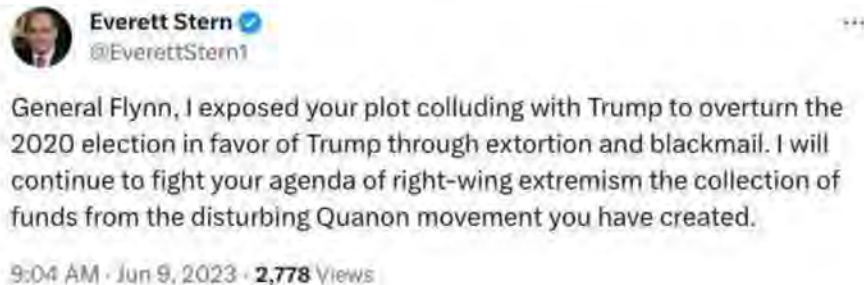 Everett Stern
@EverettStern1
General Flynn, I exposed your plot colluding with Trump to overturn the
2020 election in favor of Trump through extortion and blackmail. I will
continue to fight your agenda of right-wing extremism the collection of
funds from the disturbing Quanon movement you have created.
9:04 AM · Jun 9, 2023 · 2,778 Views